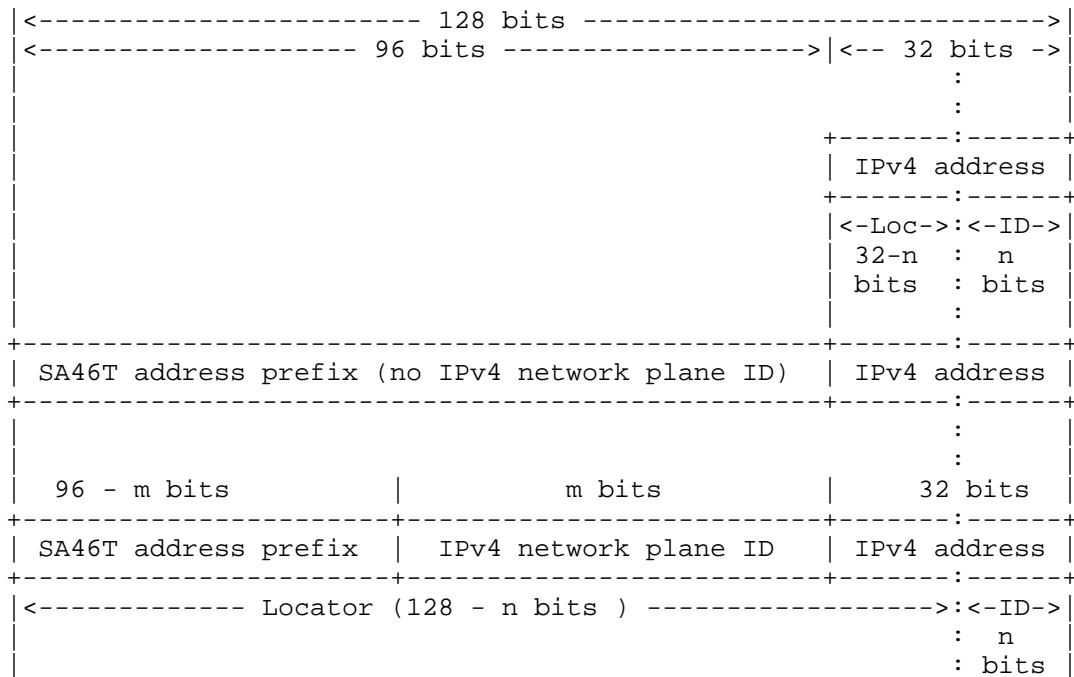 |<----------------------- 128 bits ---------------------------->|
|<------------------- 96 bits ------------------>|<-- 32 bits ->|
|                                                |       :      |
|                                                |       :      |
|                                                +-------:------+
|                                                | IPv4 address |
|                                                +-------:------+
|                                                |<-Loc->:<-ID->|
|                                                | 32-n  :  n   |
|                                                | bits  : bits |
|                                                |       :      |
+------------------------------------------------+-------:------+
| SA46T address prefix (no IPv4 network plane ID) | IPv4 address |
+------------------------------------------------+-------:------+
|                                                        :      |
|                                                        :      |
|  96 - m bits          |         m bits         |     32 bits  |
+-----------------------+------------------------+-------:------+
| SA46T address prefix  |  IPv4 network plane ID | IPv4 address |
+-----------------------+------------------------+-------:------+
|<------------- Locator (128 - n bits ) ----------------->:<-ID->|
|                                                        :  n   |
|                                                        : bits |